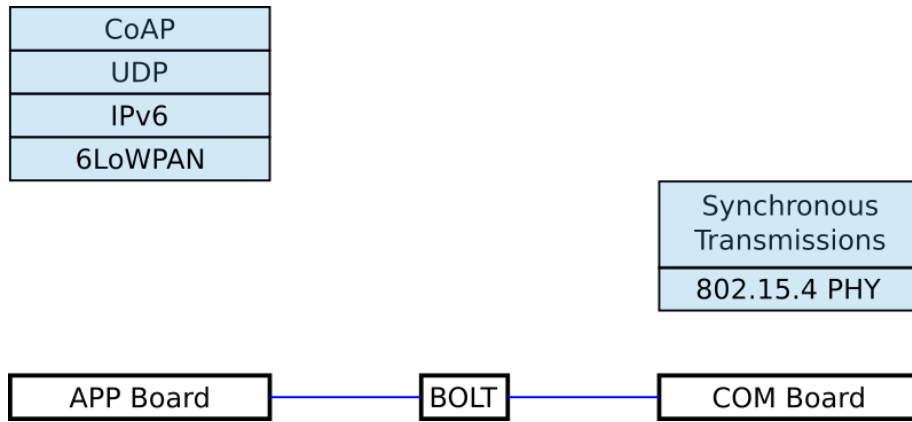 CoAP
UDP
IPv6
6LoWPAN
Synchronous
Transmissions
802.15.4 PHY
APP Board
BOLT
COM Board